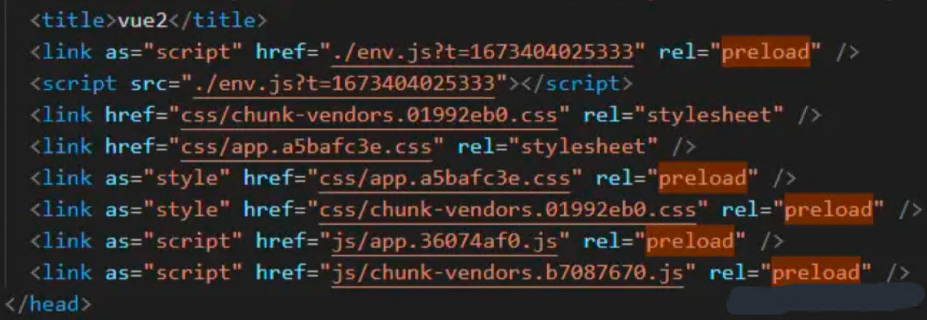 <title>vue2</title>
<link as="script" href="./env.js?t=1673404025333" rel="preload" />
<script src="./env.js?t=1673404025333"></script>
<link href="css/chunk-vendors.01992eb0.css" rel="stylesheet" />
<link href="css/app.a5bafc3e.css" rel="stylesheet" />
<link as="style" href="css/app.a5bafc3e.css" rel="preload" />
<link as="style" href="css/chunk-vendors.01992eb0.css" rel="preload" />
<link as="script" href="js/app.36074af0.js" rel="preload" />
<link as="script" href="js/chunk-vendors.b7087670.js" rel="preload" />
</head>